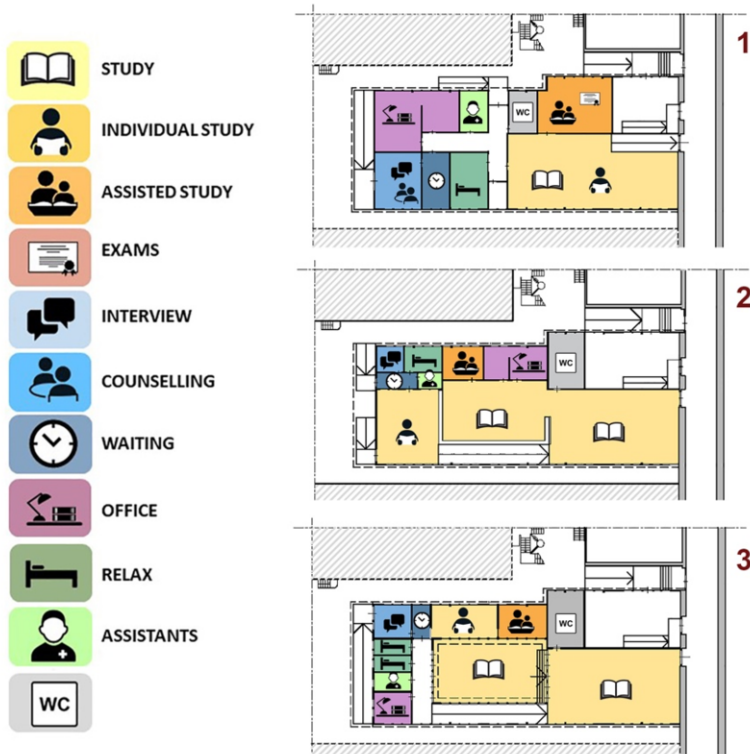 STUDY
INDIVIDUAL STUDY
ASSISTED STUDY
EXAMS
INTERVIEW
COUNSELLING
WAITING
OFFICE
RELAX
ASSISTANTS
WC
1
WC
2
WC
3
WC